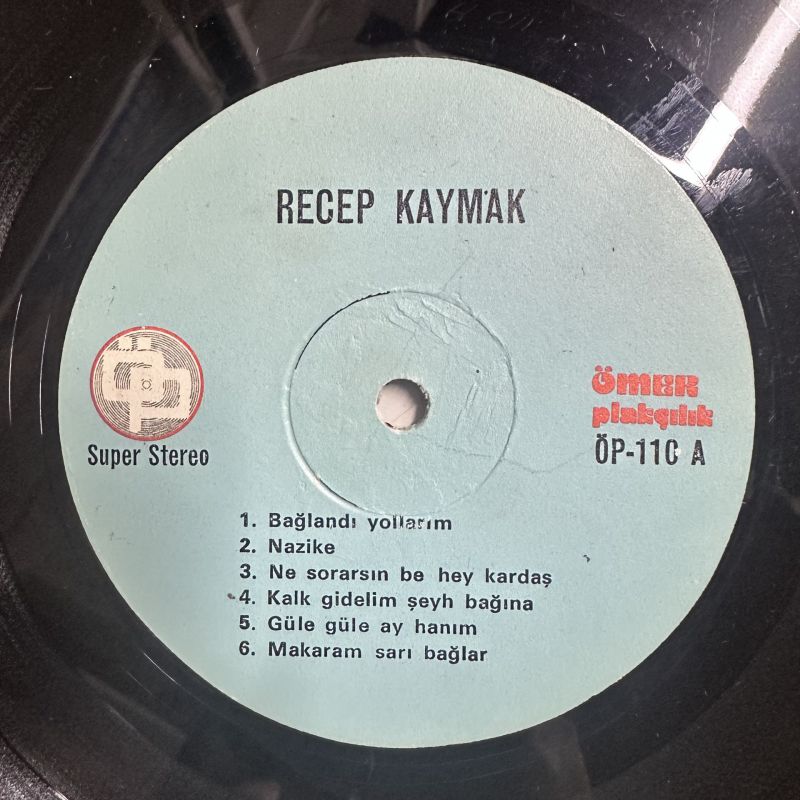 RECEP KAYMAK
Super Stereo
ÖMER
plakçılık
ÖP-110 A
1. Bağlandı yollarım
2. Nazike
3. Ne sorarsın be hey kardaş
4. Kalk gidelim şeyh bağına
5. Güle güle ay hanım
6. Makaram sarı bağlar